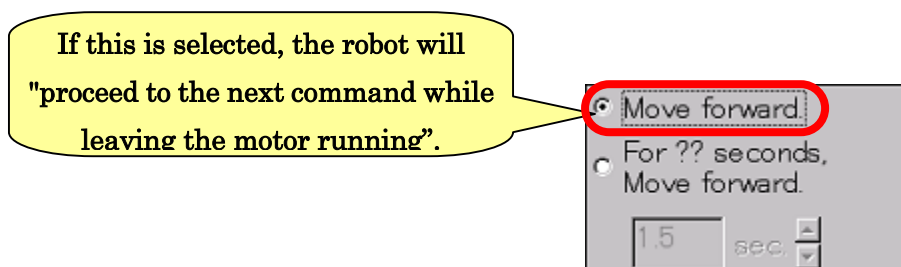 If this is selected, the robot will
"proceed to the next command while
leaving the motor running”.
Move forward.
For ?? seconds,
Move forward.
1.5 sec.